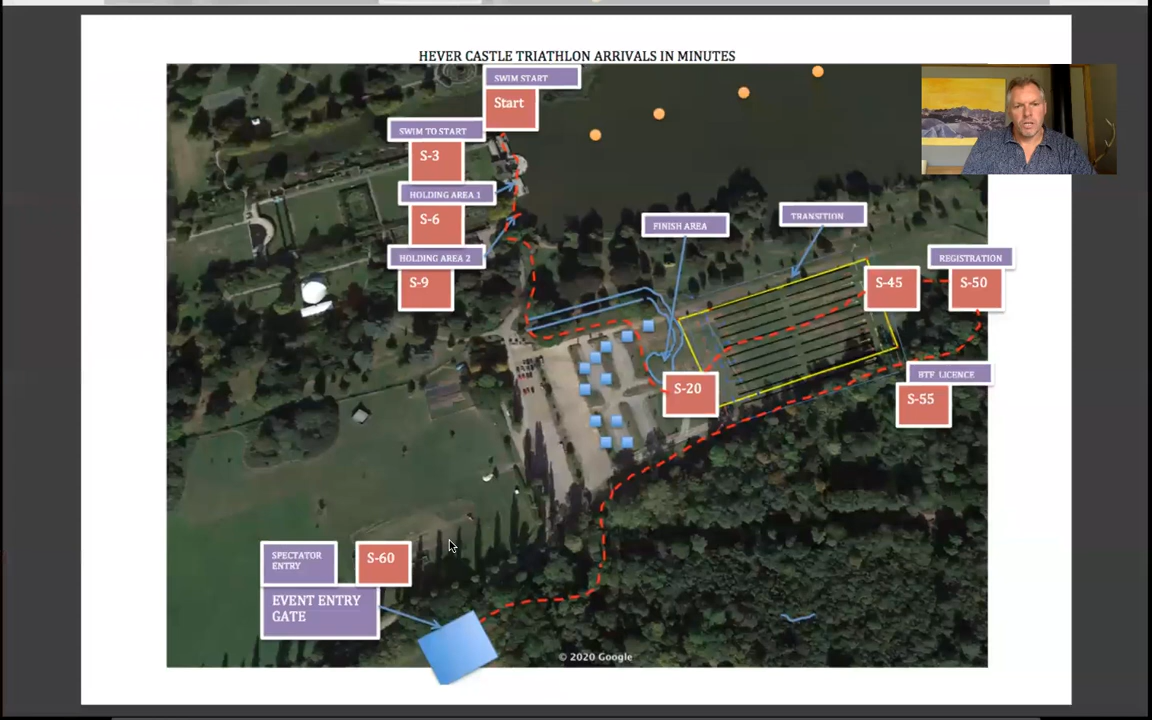 HEVER CASTLE TRIATHLON ARRIVALS IN MINUTES
SWIM START
Start
SWIM TO START
S-3
HOLDING AREA 1
S-6
HOLDING AREA 2
S-9
FINISH AREA
TRANSITION
REGISTRATION
S-45
S-50
S-20
BTF LICENCE
S-55
SPECTATOR
ENTRY
S-60
EVENT ENTRY
GATE
© 2020 Google